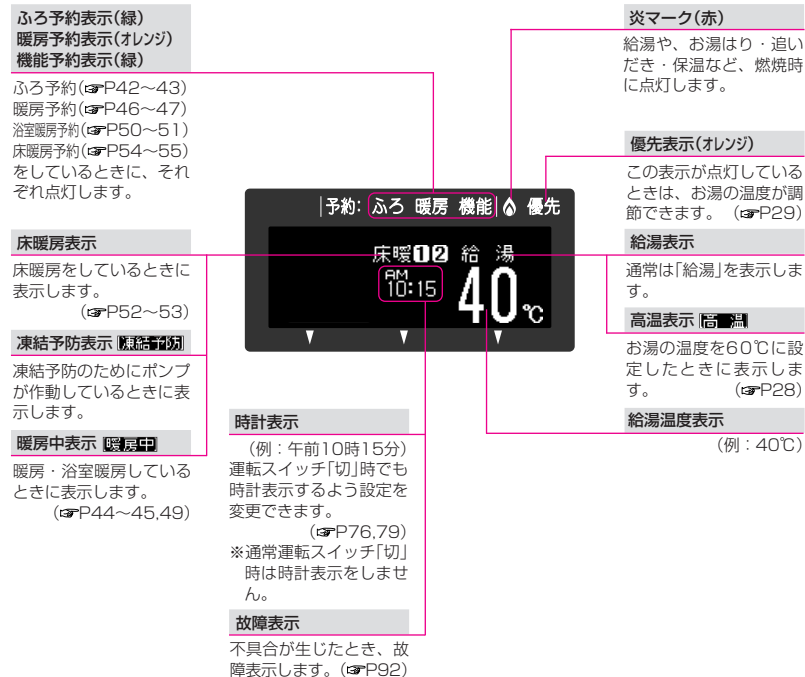 ふろ予約表示(緑)
暖房予約表示(オレンジ)
機能予約表示(緑)
ふろ予約(☞P42～43)
暖房予約(☞P46～47)
浴室暖房予約(☞P50～51)
床暖房予約(☞P54～55)
をしているときに、それ
ぞれ点灯します。
床暖房表示
床暖房をしているときに
表示します。
(☞P52～53)
凍結予防表示 凍結予防
凍結予防のためにポンプ
が作動しているときに表
示します。
暖房中表示 暖房中
暖房・浴室暖房している
ときに表示します。
(☞P44～45,49)
予約: ふろ 暖房 機能 優先
床暖12 給 湯
AM
10:15
40℃
時計表示
(例：午前10時15分)
運転スイッチ｢切｣時でも
時計表示するよう設定を
変更できます。
(☞P76,79)
※通常運転スイッチ｢切｣
時は時計表示をしませ
ん。
故障表示
不具合が生じたとき、故
障表示します。(☞P92)
炎マーク(赤)
給湯や、お湯はり・追い
だき・保温など、燃焼時
に点灯します。
優先表示(オレンジ)
この表示が点灯している
ときは、お湯の温度が調
節できます。 (☞P29)
給湯表示
通常は｢給湯｣を表示しま
す。
高温表示 高 温
お湯の温度を60℃に設
定したときに表示しま
す。 (☞P28)
給湯温度表示
(例：40℃)